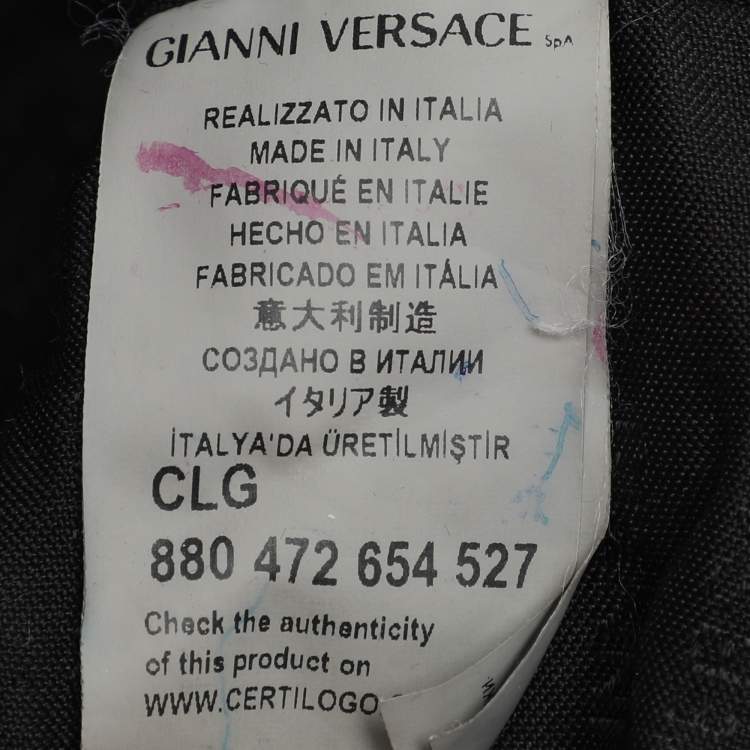 GIANNI VERSACE SpA
REALIZZATO IN ITALIA
MADE IN ITALY
FABRIQUÉ EN ITALIE
HECHO EN ITALIA
FABRICADO EM ITÁLIA
意大利制造
СОЗДАНО В ИТАЛИИ
イタリア製
İTALYA'DA ÜRETİLMİŞTİR
CLG
880 472 654 527
Check the authenticity
of this product on
WWW.CERTILOGO